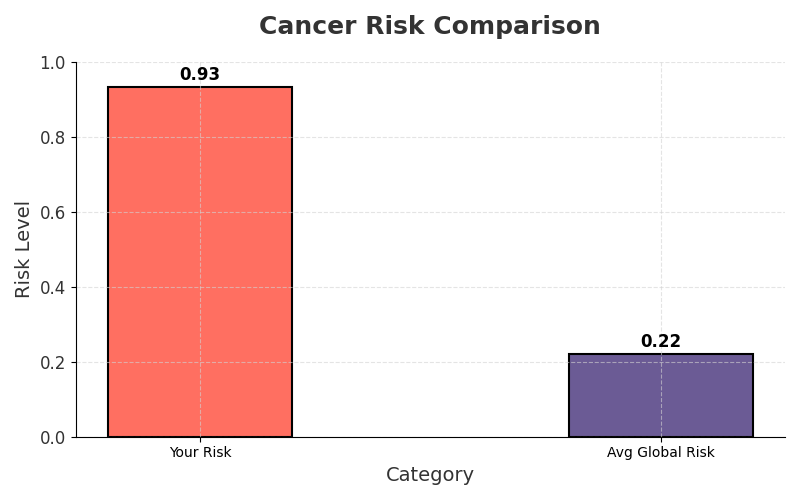 Cancer Risk Comparison
1.0
0.8
0.6
0.4
0.2
0.0
Risk Level
0.93
0.22
Your Risk
Avg Global Risk
Category